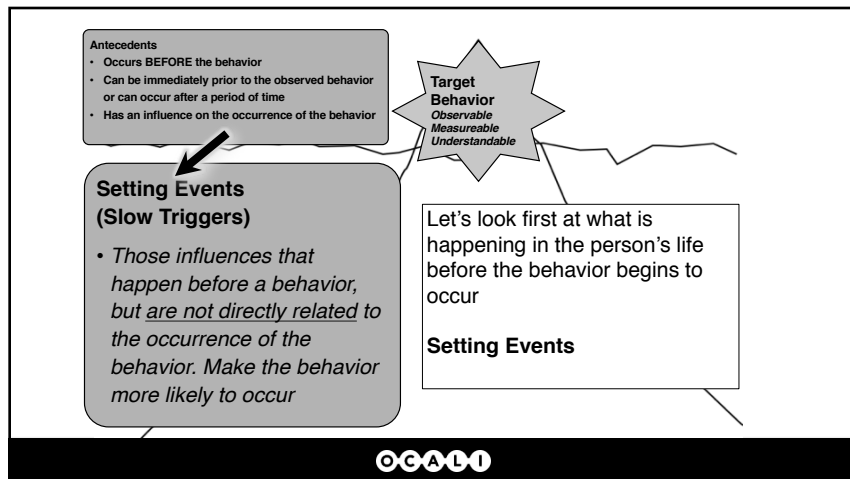 Antecedents
• Occurs BEFORE the behavior
• Can be immediately prior to the observed behavior
or can occur after a period of time
• Has an influence on the occurrence of the behavior
Target
Behavior
Observable
Measureable
Understandable
Setting Events
(Slow Triggers)
• Those influences that
happen before a behavior,
but are not directly related to
the occurrence of the
behavior. Make the behavior
more likely to occur
Let's look first at what is
happening in the person's life
before the behavior begins to
occur
Setting Events
OCALI